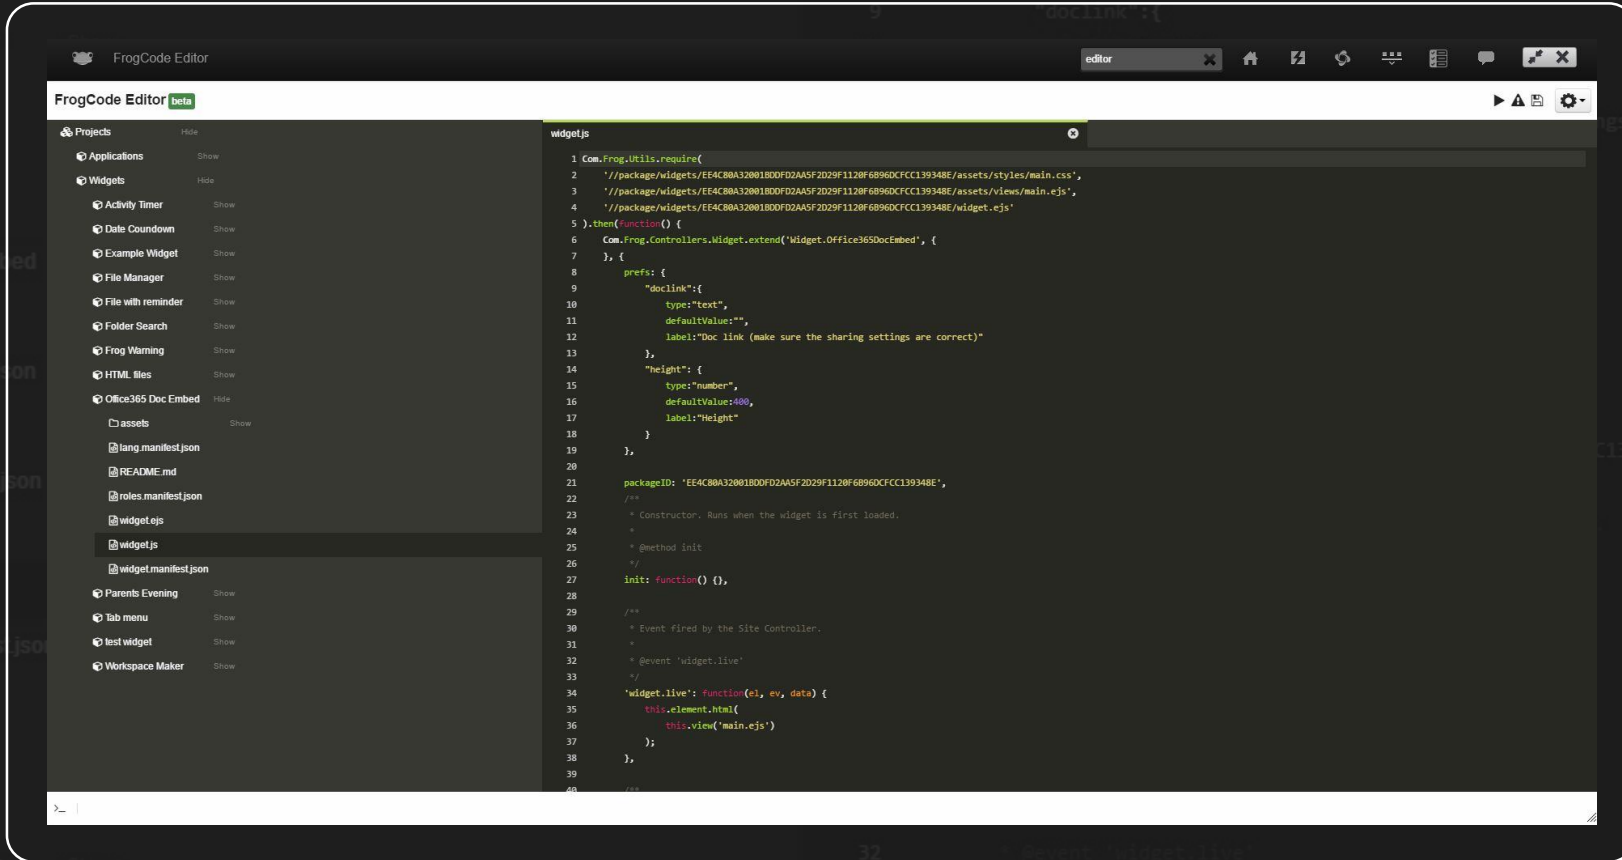 9 "doclink":{
FrogCode Editor
editor
FrogCode Editor beta
Projects Hide
Applications Show
Widgets Hide
Activity Timer Show
Date Coundown Show
Example Widget Show
File Manager Show
File with reminder Show
Folder Search Show
Frog Warning Show
HTML files Show
Office365 Doc Embed Hide
assets Show
lang.manifest.json
README.md
roles.manifest.json
widget.ejs
widget.js
widget.manifest.json
Parents Evening Show
Tab menu Show
test widget Show
Workspace Maker Show
widget.js
1 Com.Frog.Utils.require(
2 '//package/widgets/EE4C80A32001BDDFD2AA5F2D29F1120F6B96DCFCC139348E/assets/styles/main.css',
3 '//package/widgets/EE4C80A32001BDDFD2AA5F2D29F1120F6B96DCFCC139348E/assets/views/main.ejs',
4 '//package/widgets/EE4C80A32001BDDFD2AA5F2D29F1120F6B96DCFCC139348E/widget.ejs'
5 ).then(function() {
6 Com.Frog.Controllers.Widget.extend('Widget.Office365DocEmbed', {
7 }, {
8 prefs: {
9 "doclink":{
10 type:"text",
11 defaultValue:"",
12 label:"Doc link (make sure the sharing settings are correct)"
13 },
14 "height": {
15 type:"number",
16 defaultValue:400,
17 label:"Height"
18 }
19 },
20
21 packageID: 'EE4C80A32001BDDFD2AA5F2D29F1120F6B96DCFCC139348E',
22 /**
23 * Constructor. Runs when the widget is first loaded.
24 *
25 * @method init
26 */
27 init: function() {},
28
29 /**
30 * Event fired by the Site Controller.
31 *
32 * @event 'widget.live'
33 */
34 'widget.live': function(el, ev, data) {
35 this.element.html(
36 this.view('main.ejs')
37 );
38 },
39
40 /**
>_
32 * @event 'widget.live'